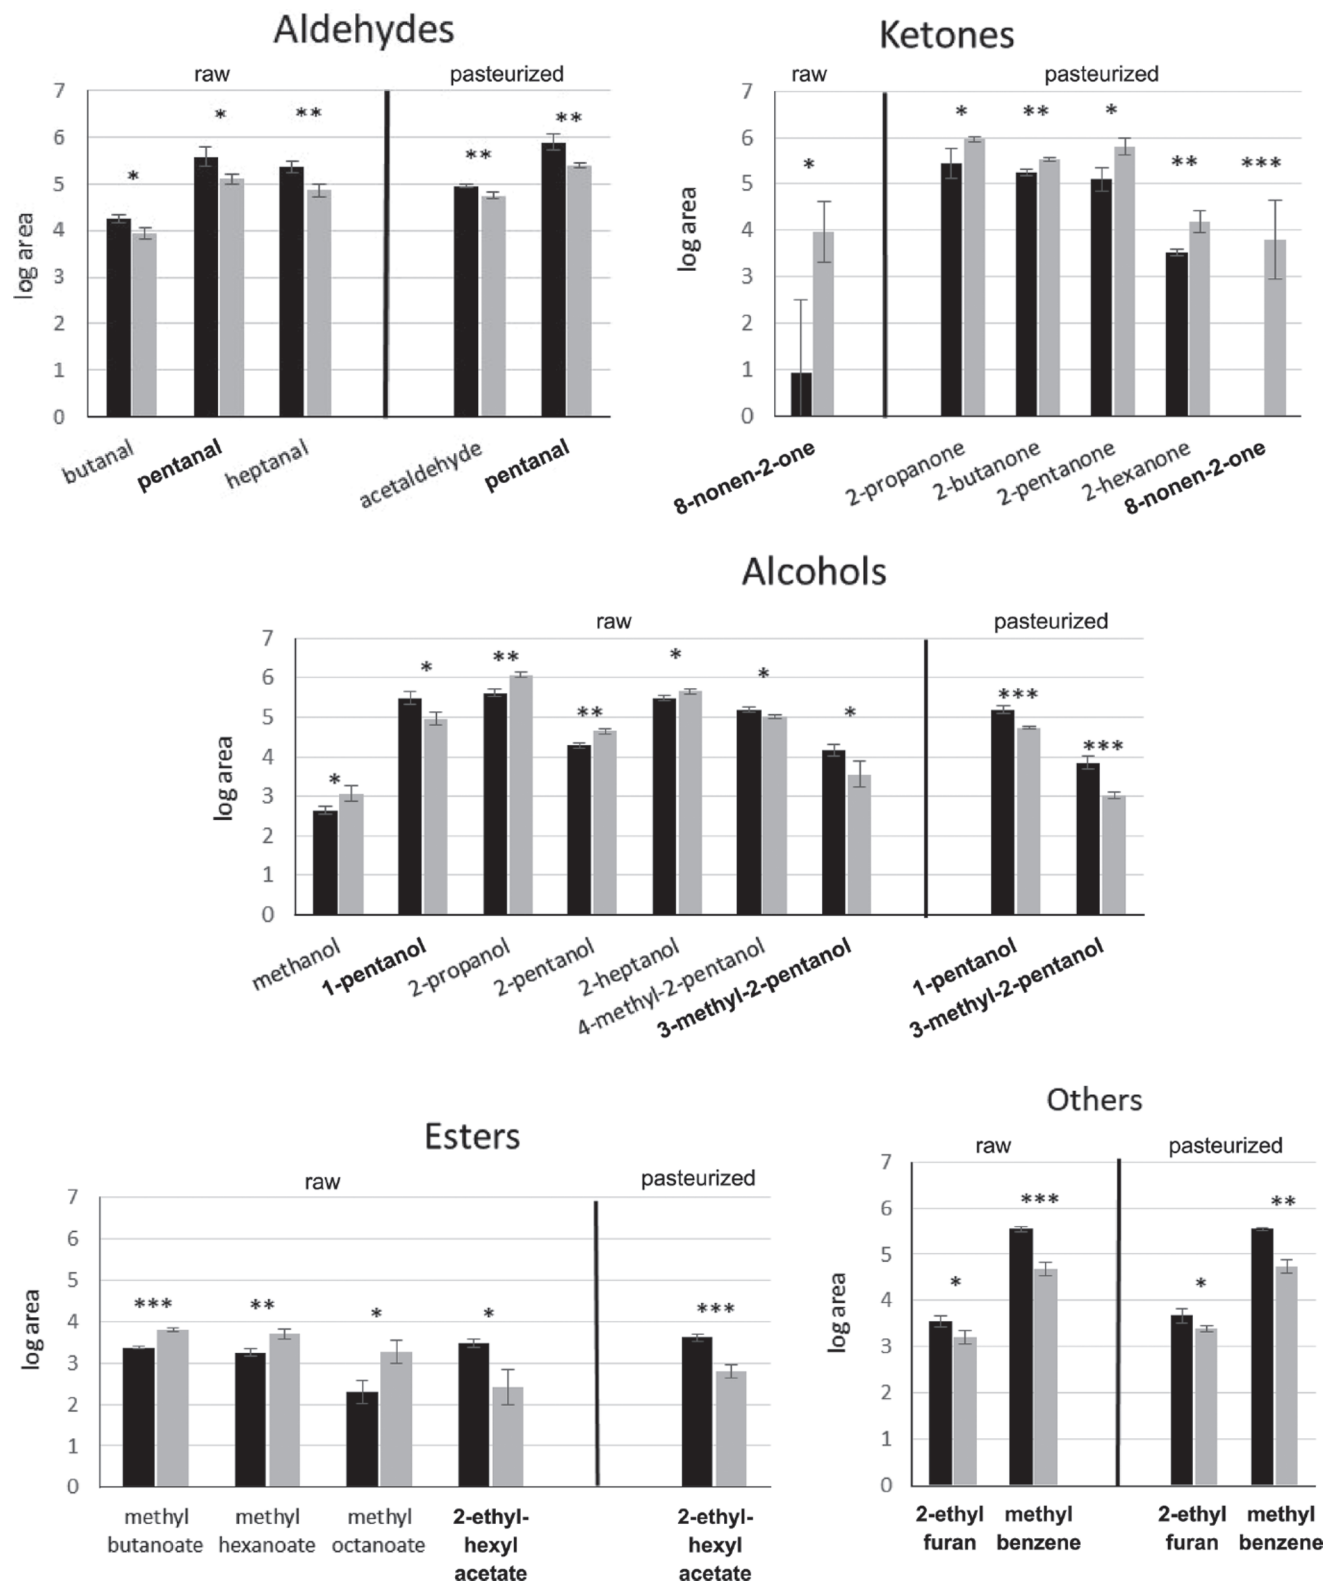 Aldehydes
raw
pasteurized
7
6
5
4
3
2
1
0
log area
*
*
**
**
**
butanal
pentanal
heptanal
acetaldehyde
pentanal
Ketones
raw
pasteurized
7
6
5
4
3
2
1
0
log area
*
*
**
*
**
***
8-nonen-2-one
2-propanone
2-butanone
2-pentanone
2-hexanone
8-nonen-2-one
Alcohols
raw
pasteurized
7
6
5
4
3
2
1
0
log area
*
*
**
**
*
*
*
***
***
methanol
1-pentanol
2-propanol
2-pentanol
2-heptanol
4-methyl-2-pentanol
3-methyl-2-pentanol
1-pentanol
3-methyl-2-pentanol
Esters
raw
pasteurized
7
6
5
4
3
2
1
0
log area
***
**
*
*
***
methyl
butanoate
methyl
hexanoate
methyl
octanoate
2-ethyl-
hexyl
acetate
2-ethyl-
hexyl
acetate
Others
raw
pasteurized
7
6
5
4
3
2
1
0
log area
*
***
*
**
2-ethyl
furan
methyl
benzene
2-ethyl
furan
methyl
benzene